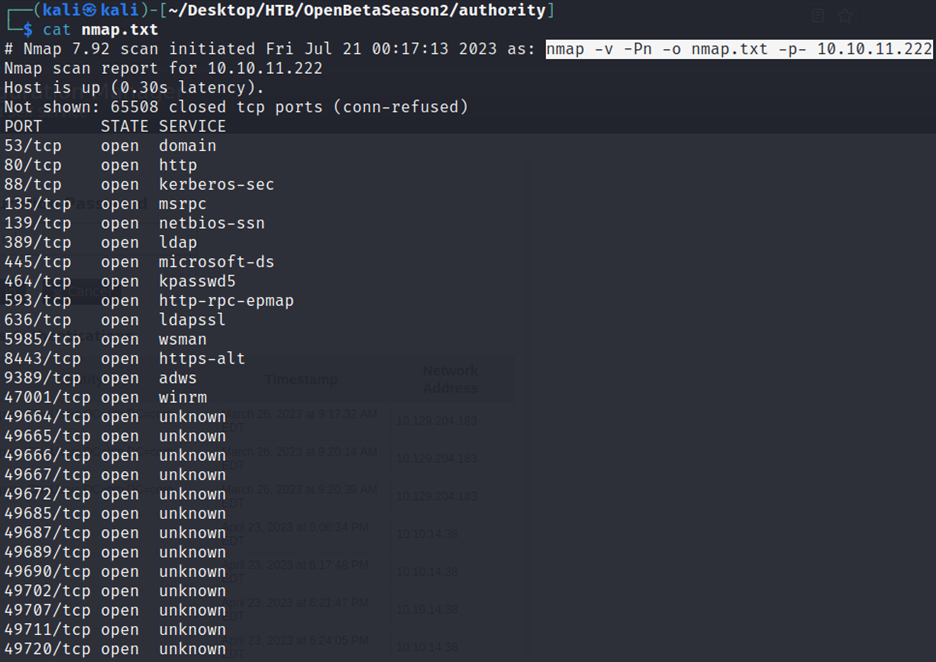 ┌──(kali㉿kali)-[~/Desktop/HTB/OpenBetaSeason2/authority]
└─$ cat nmap.txt
# Nmap 7.92 scan initiated Fri Jul 21 00:17:13 2023 as: nmap -v -Pn -o nmap.txt -p- 10.10.11.222
Nmap scan report for 10.10.11.222
Host is up (0.30s latency).
Not shown: 65508 closed tcp ports (conn-refused)
PORT STATE SERVICE
53/tcp open domain
80/tcp open http
88/tcp open kerberos-sec
135/tcp open msrpc
139/tcp open netbios-ssn
389/tcp open ldap
445/tcp open microsoft-ds
464/tcp open kpasswd5
593/tcp open http-rpc-epmap
636/tcp open ldapssl
5985/tcp open wsman
8443/tcp open https-alt
9389/tcp open adws
47001/tcp open winrm
49664/tcp open unknown
49665/tcp open unknown
49666/tcp open unknown
49667/tcp open unknown
49672/tcp open unknown
49685/tcp open unknown
49687/tcp open unknown
49689/tcp open unknown
49690/tcp open unknown
49702/tcp open unknown
49707/tcp open unknown
49711/tcp open unknown
49720/tcp open unknown
Timestamp
Network
Address